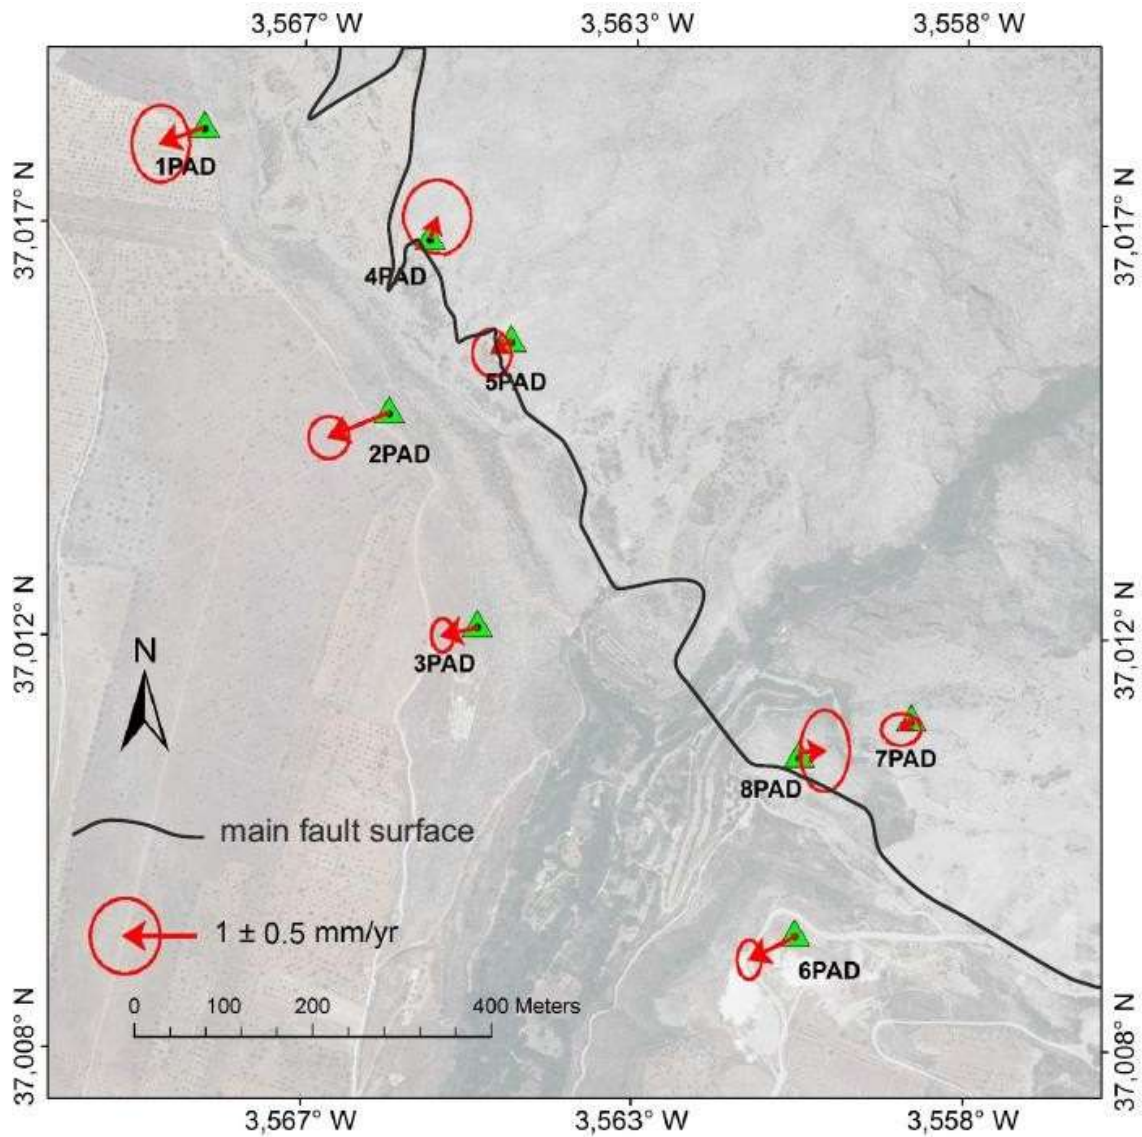 3,567° W 3,563° W 3,558° W
1PAD
37,017° N 37,017° N
4PAD
5PAD
2PAD
37,012° N 37,012° N
N
3PAD
7PAD
8PAD
main fault surface
1 ± 0.5 mm/yr
6PAD
0 100 200 400 Meters
37,008° N 37,008° N
3,567° W 3,563° W 3,558° W